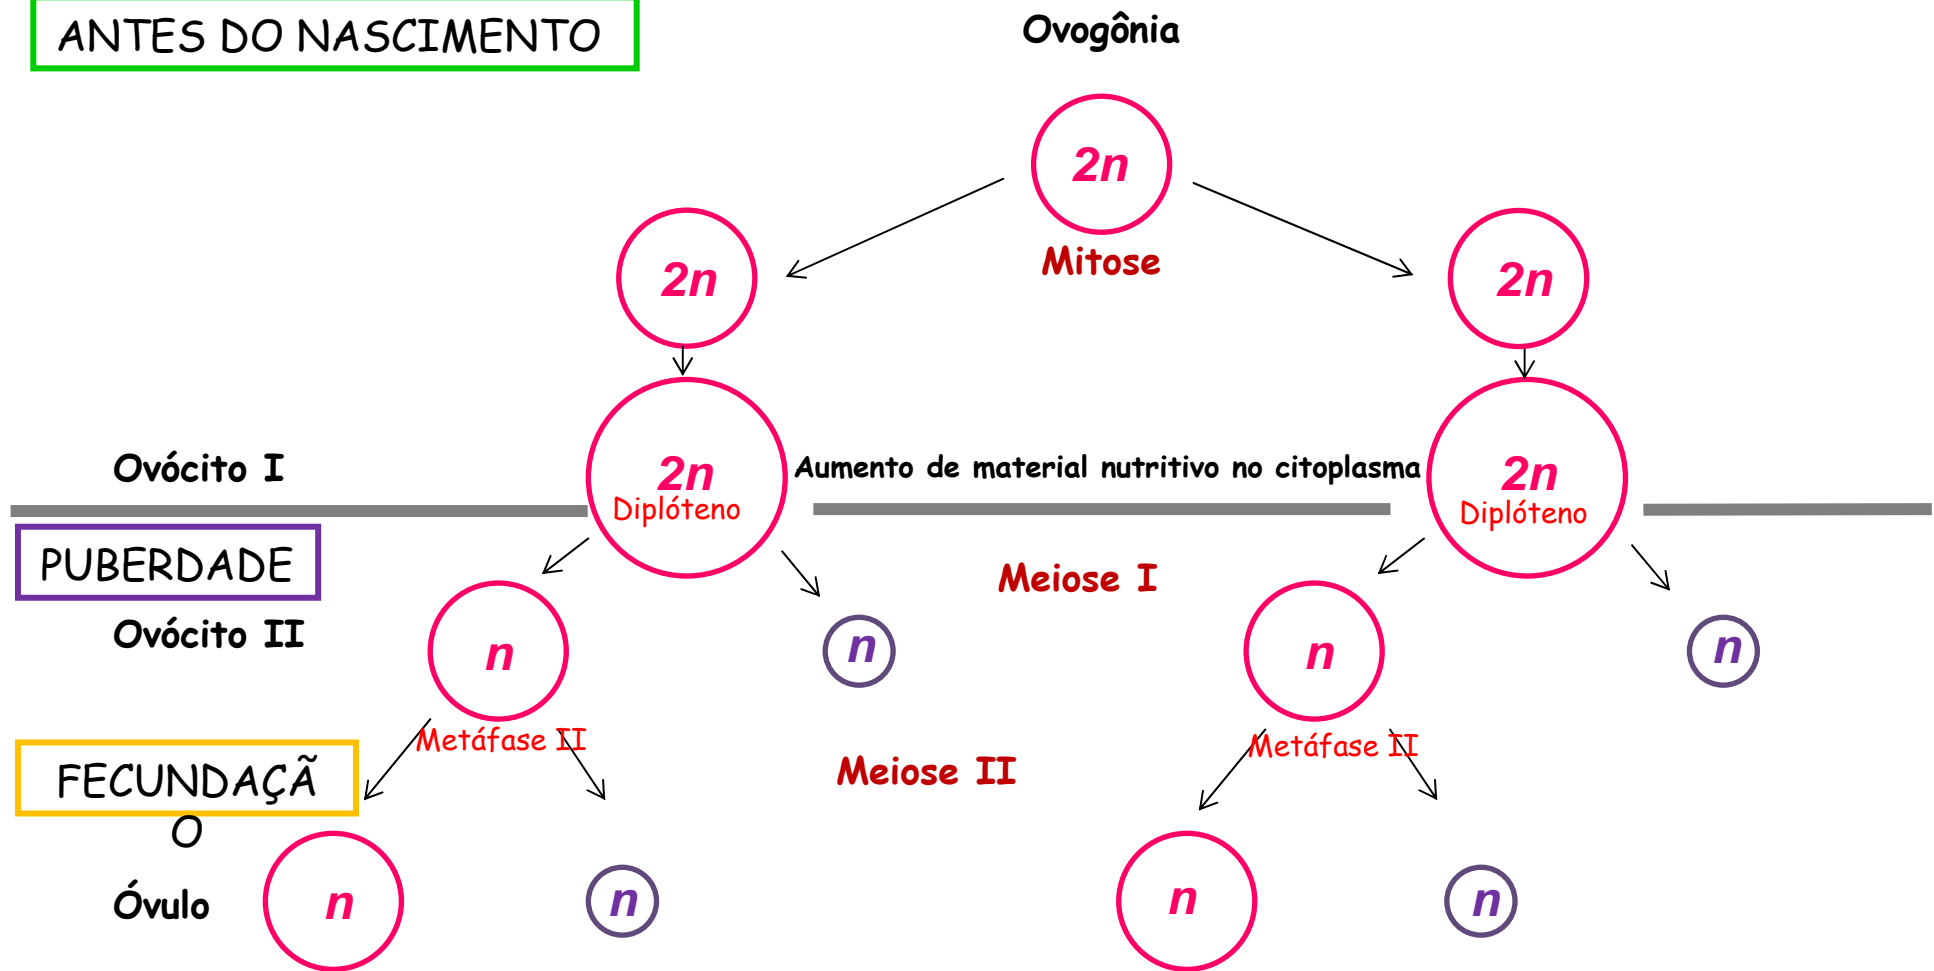 ANTES DO NASCIMENTO
Ovogônia
2n
Mitose
2n
2n
Ovócito I
2n
Diplóteno
Aumento de material nutritivo no citoplasma
2n
Diplóteno
PUBERDADE
Meiose I
Ovócito II
n
n
n
n
Metáfase II
Metáfase II
FECUNDAÇÃ
O
Meiose II
Óvulo
n
n
n
n